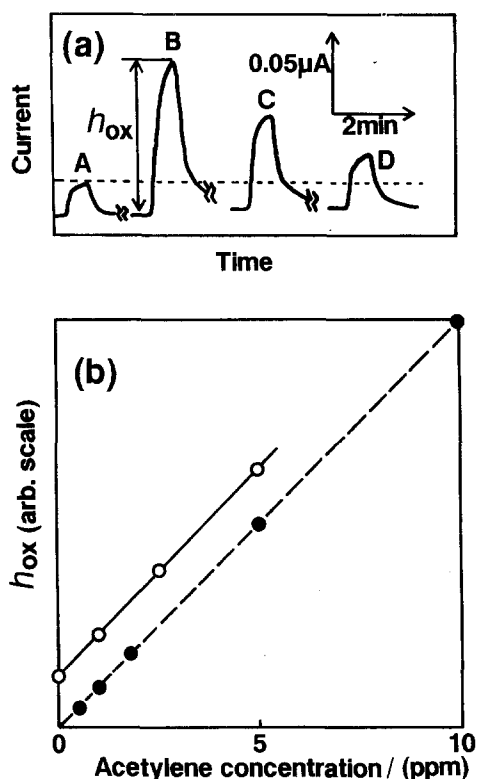 (a)
B
0.05µA
hox
C
2min
A
D
Current
Time
(b)
hox (arb. scale)
0
5
10
Acetylene concentration / (ppm)